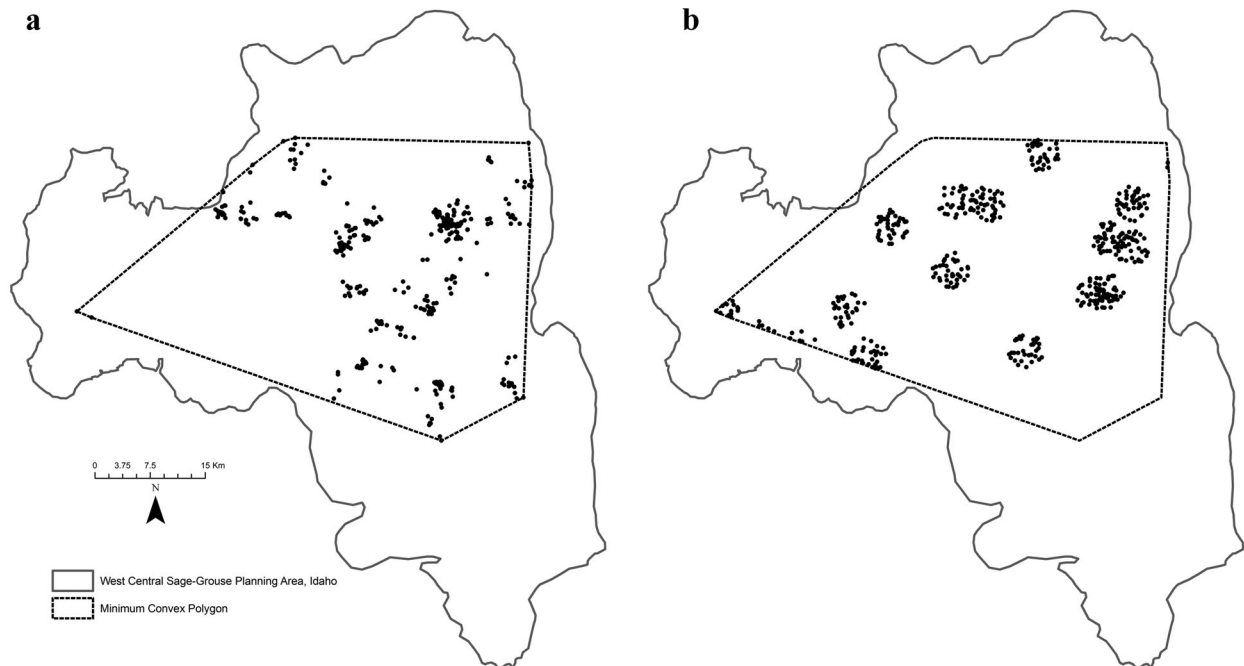 a
b
0 3.75 7.5 15 Km
N
West Central Sage-Grouse Planning Area, Idaho
Minimum Convex Polygon